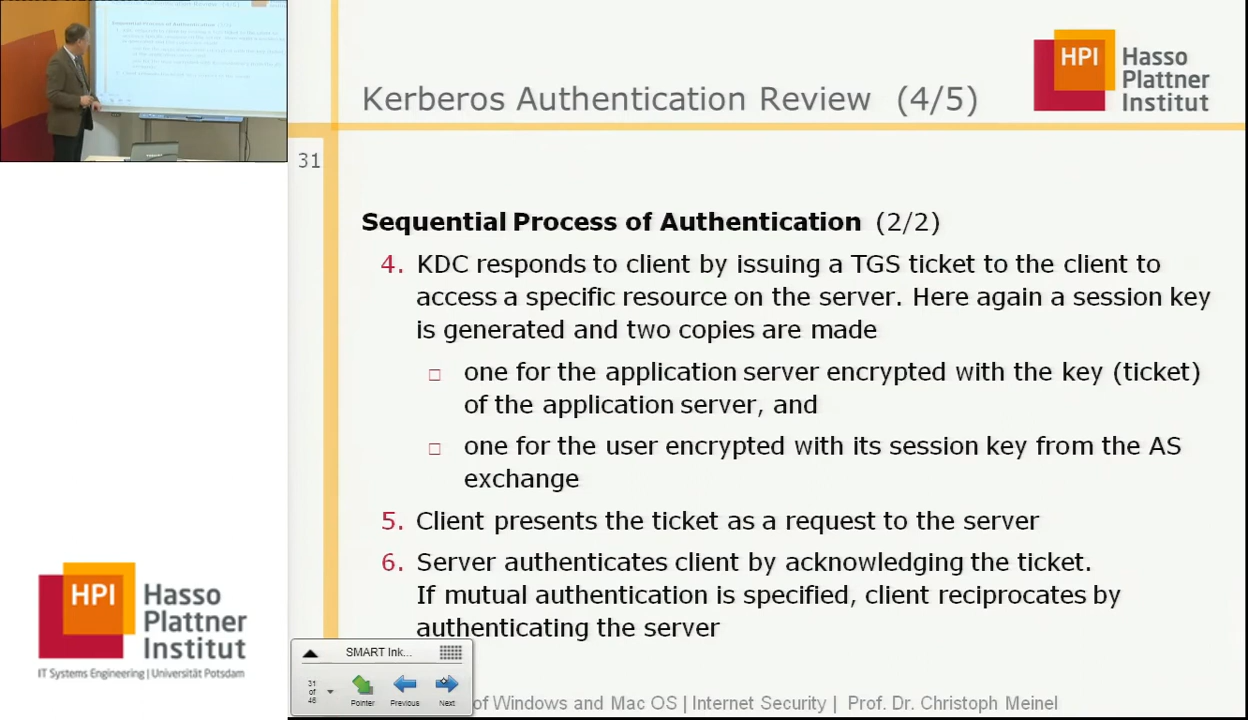 Kerberos Authentication Review (4/5)
HPI Hasso
Plattner
Institut
31
Sequential Process of Authentication (2/2)
4. KDC responds to client by issuing a TGS ticket to the client to
access a specific resource on the server. Here again a session key
is generated and two copies are made
□ one for the application server encrypted with the key (ticket)
of the application server, and
□ one for the user encrypted with its session key from the AS
exchange
5. Client presents the ticket as a request to the server
6. Server authenticates client by acknowledging the ticket.
If mutual authentication is specified, client reciprocates by
authenticating the server
HPI Hasso
Plattner
Institut
IT Systems Engineering | Universität Potsdam
SMART Ink...
31
of
46
Pointer
Previous
Next
of Windows and Mac OS | Internet Security | Prof. Dr. Christoph Meinel